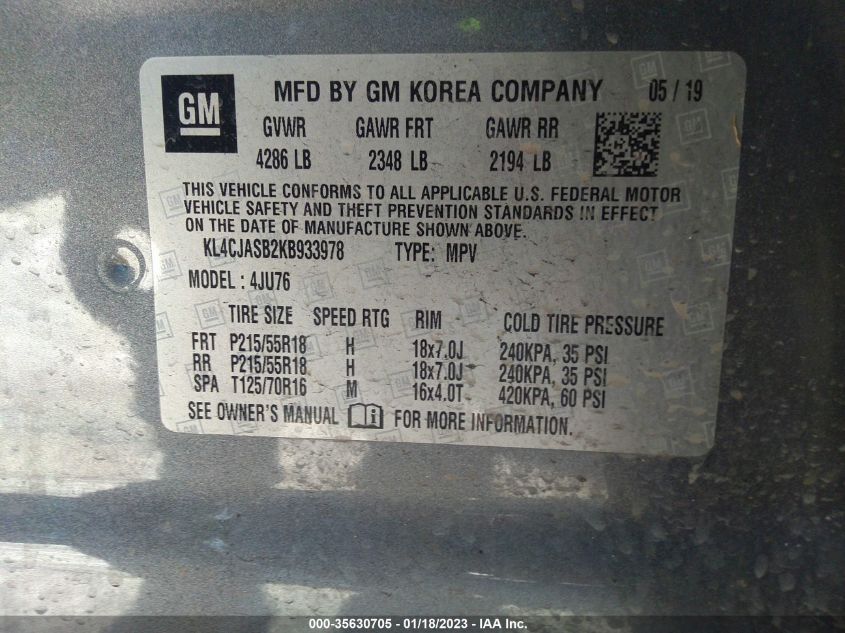 GM MFD BY GM KOREA COMPANY 05 / 19
GVWR GAWR FRT GAWR RR
4286 LB 2348 LB 2194 LB
THIS VEHICLE CONFORMS TO ALL APPLICABLE U.S. FEDERAL MOTOR
VEHICLE SAFETY AND THEFT PREVENTION STANDARDS IN EFFECT
ON THE DATE OF MANUFACTURE SHOWN ABOVE.
KL4CJASB2KB933978 TYPE: MPV
MODEL : 4JU76
TIRE SIZE SPEED RTG RIM COLD TIRE PRESSURE
FRT P215/55R18 H 18x7.0J 240KPA, 35 PSI
RR P215/55R18 H 18x7.0J 240KPA, 35 PSI
SPA T125/70R16 M 16x4.0T 420KPA, 60 PSI
SEE OWNER'S MANUAL FOR MORE INFORMATION.
000-35630705 - 01/18/2023 - IAA Inc.